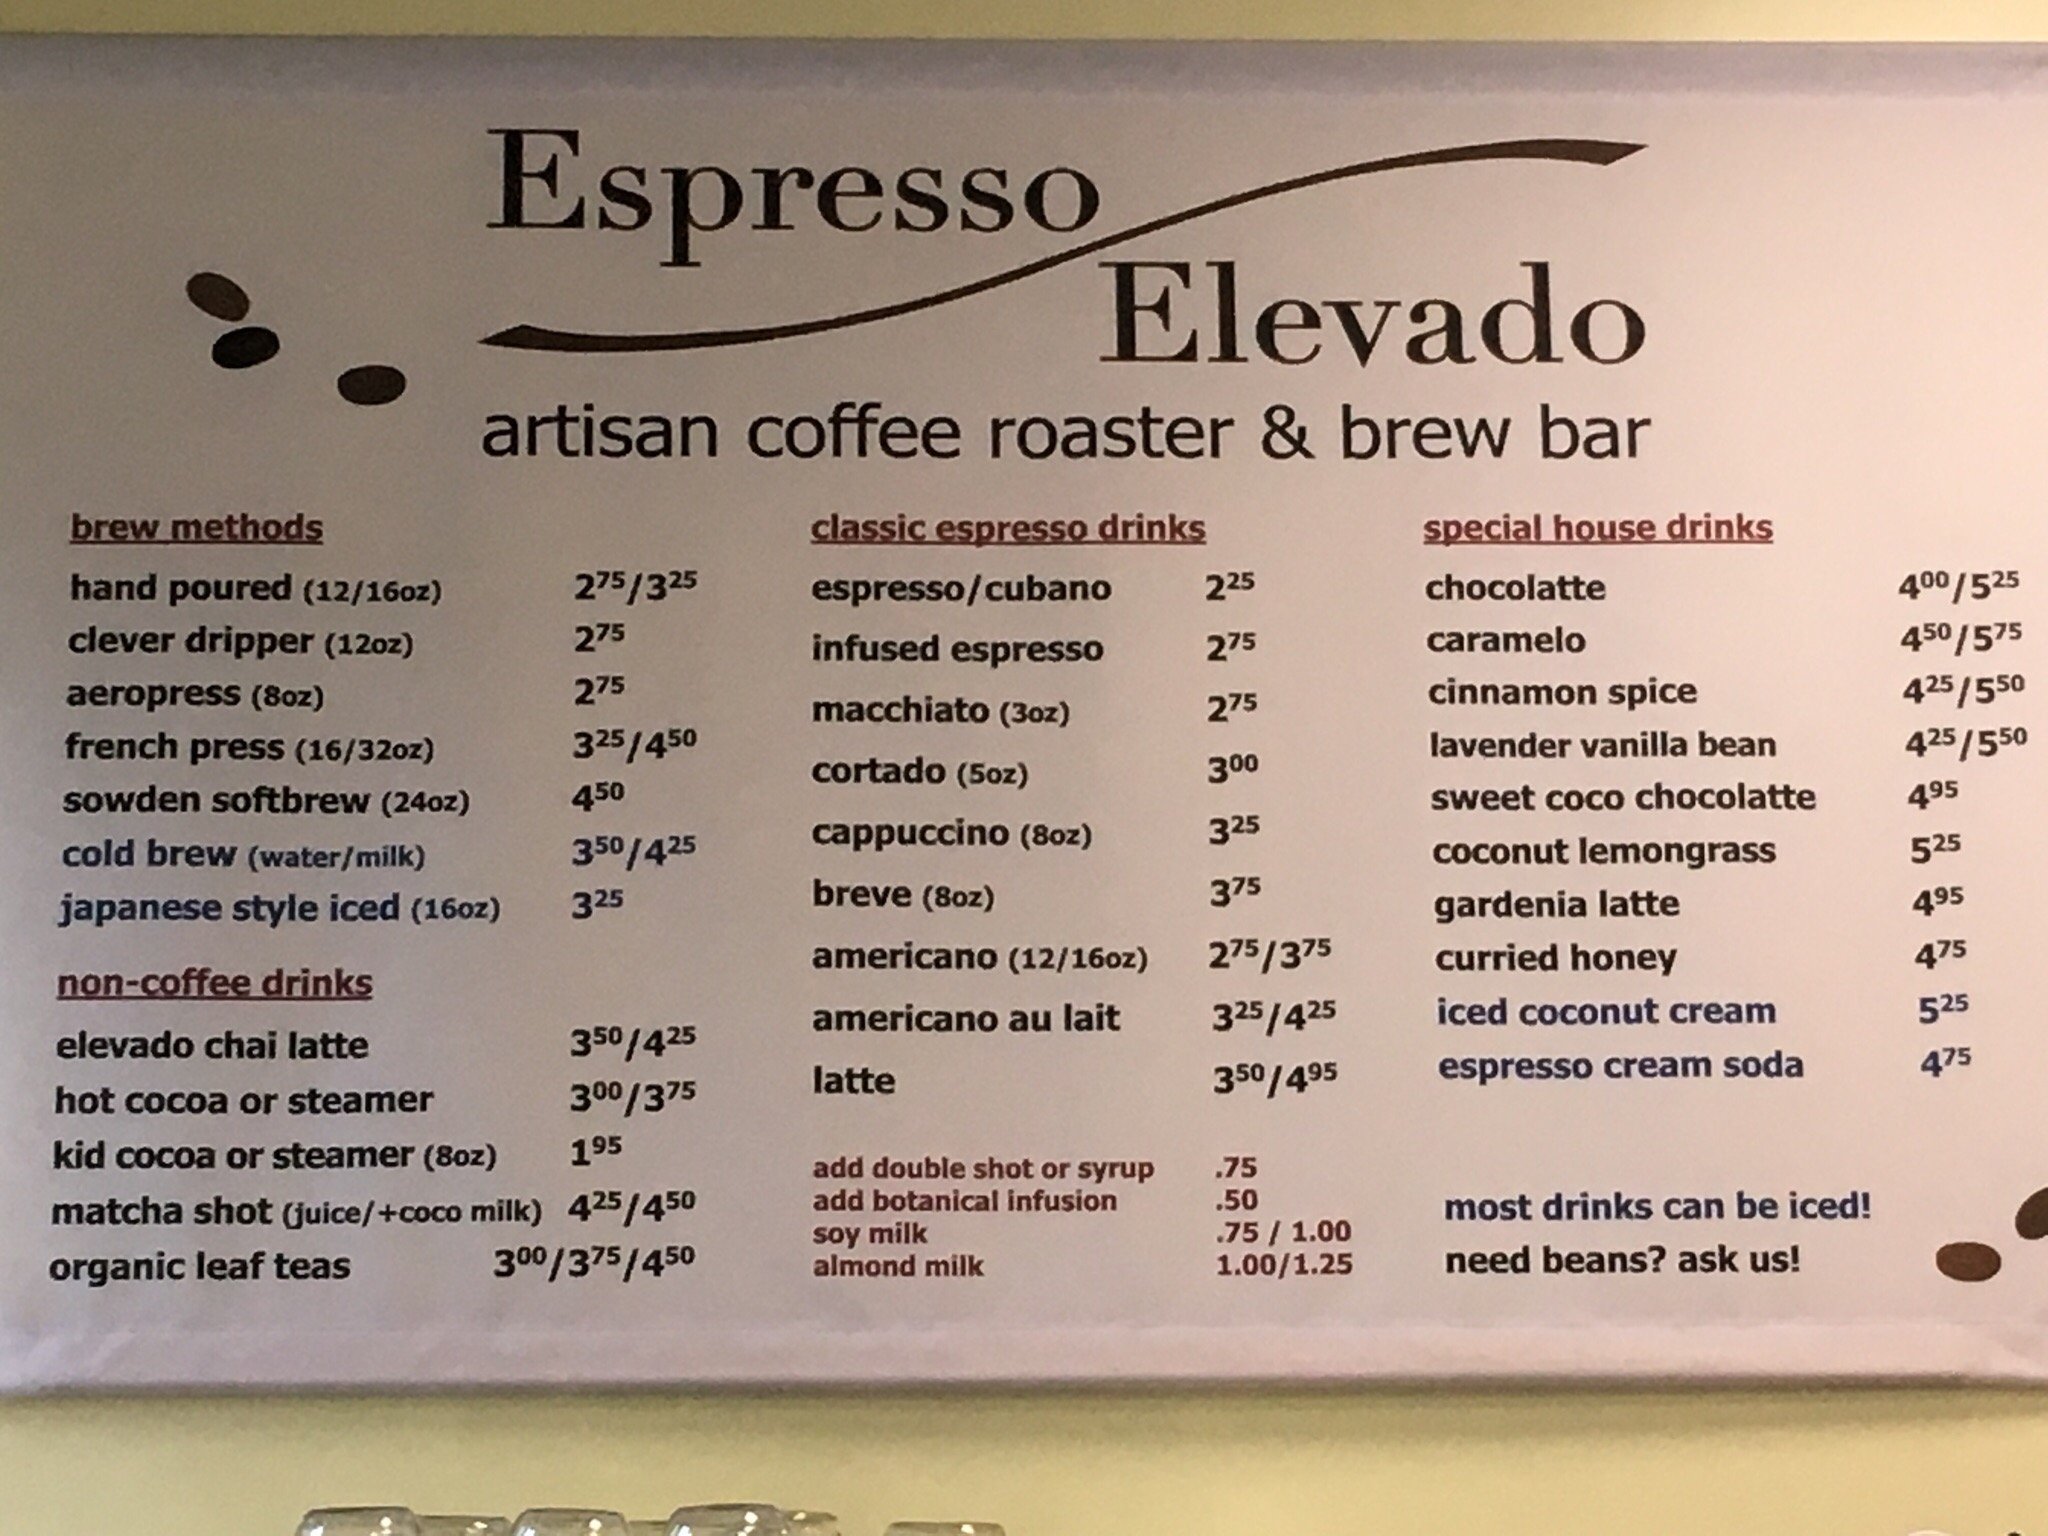 Espresso
Elevado
artisan coffee roaster & brew bar
brew methods
hand poured (12/16oz) 2⁷⁵/3²⁵
clever dripper (12oz) 2⁷⁵
aeropress (8oz) 2⁷⁵
french press (16/32oz) 3²⁵/4⁵⁰
sowden softbrew (24oz) 4⁵⁰
cold brew (water/milk) 3⁵⁰/4²⁵
japanese style iced (16oz) 3²⁵
non-coffee drinks
elevado chai latte 3⁵⁰/4²⁵
hot cocoa or steamer 3⁰⁰/3⁷⁵
kid cocoa or steamer (8oz) 1⁹⁵
matcha shot (juice/+coco milk) 4²⁵/4⁵⁰
organic leaf teas 3⁰⁰/3⁷⁵/4⁵⁰
classic espresso drinks
espresso/cubano 2²⁵
infused espresso 2⁷⁵
macchiato (3oz) 2⁷⁵
cortado (5oz) 3⁰⁰
cappuccino (8oz) 3²⁵
breve (8oz) 3⁷⁵
americano (12/16oz) 2⁷⁵/3⁷⁵
americano au lait 3²⁵/4²⁵
latte 3⁵⁰/4⁹⁵
add double shot or syrup .75
add botanical infusion .50
soy milk .75 / 1.00
almond milk 1.00/1.25
special house drinks
chocolatte 4⁰⁰/5²⁵
caramelo 4⁵⁰/5⁷⁵
cinnamon spice 4²⁵/5⁵⁰
lavender vanilla bean 4²⁵/5⁵⁰
sweet coco chocolatte 4⁹⁵
coconut lemongrass 5²⁵
gardenia latte 4⁹⁵
curried honey 4⁷⁵
iced coconut cream 5²⁵
espresso cream soda 4⁷⁵
most drinks can be iced!
need beans? ask us!